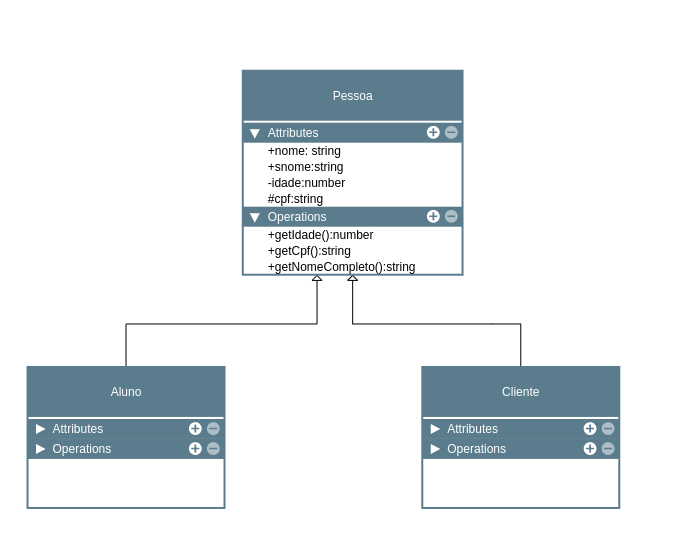 Pessoa
Attributes
+nome: string
+snome:string
-idade:number
#cpf:string
Operations
+getIdade():number
+getCpf():string
+getNomeCompleto():string
Aluno
Attributes
Operations
Cliente
Attributes
Operations